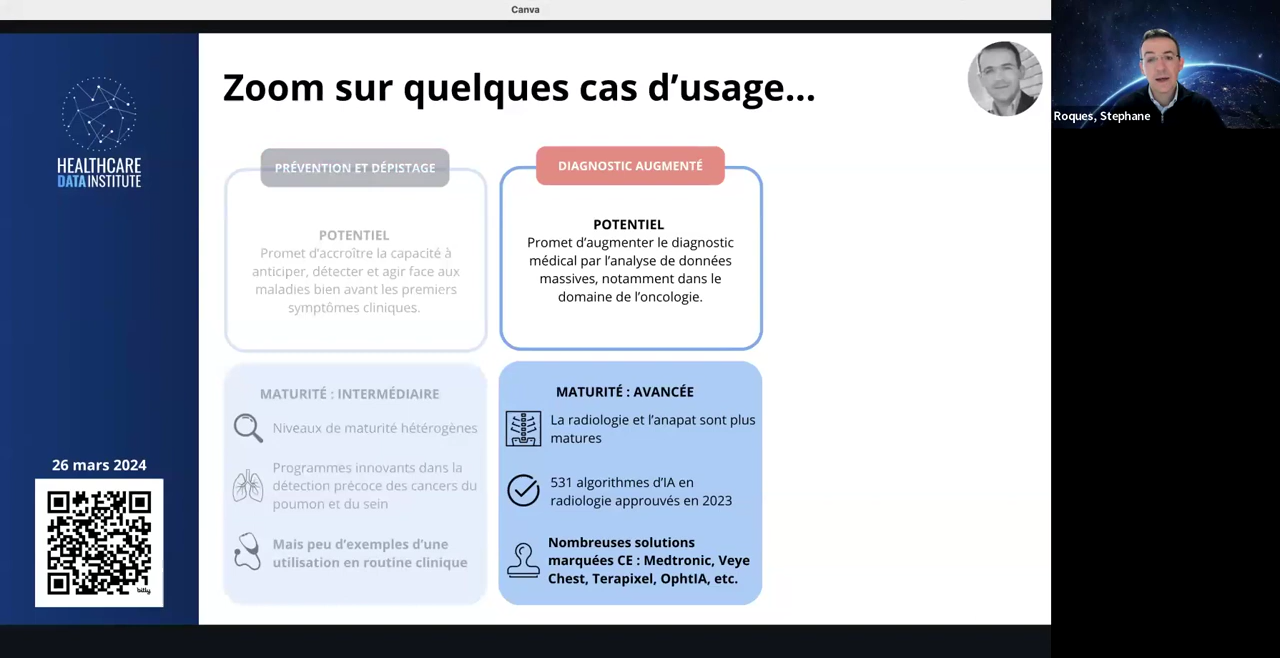 Canva
Zoom sur quelques cas d’usage...
Roques, Stephane
HEALTHCARE
DATA INSTITUTE
26 mars 2024
bitly
PRÉVENTION ET DÉPISTAGE
POTENTIEL
Promet d’accroître la capacité à
anticiper, détecter et agir face aux
maladies bien avant les premiers
symptômes cliniques.
MATURITÉ : INTERMÉDIAIRE
Niveaux de maturité hétérogènes
Programmes innovants dans la
détection précoce des cancers du
poumon et du sein
Mais peu d’exemples d’une
utilisation en routine clinique
DIAGNOSTIC AUGMENTÉ
POTENTIEL
Promet d’augmenter le diagnostic
médical par l’analyse de données
massives, notamment dans le
domaine de l’oncologie.
MATURITÉ : AVANCÉE
La radiologie et l’anapat sont plus
matures
531 algorithmes d’IA en
radiologie approuvés en 2023
Nombreuses solutions
marquées CE : Medtronic, Veye
Chest, Terapixel, OphtIA, etc.